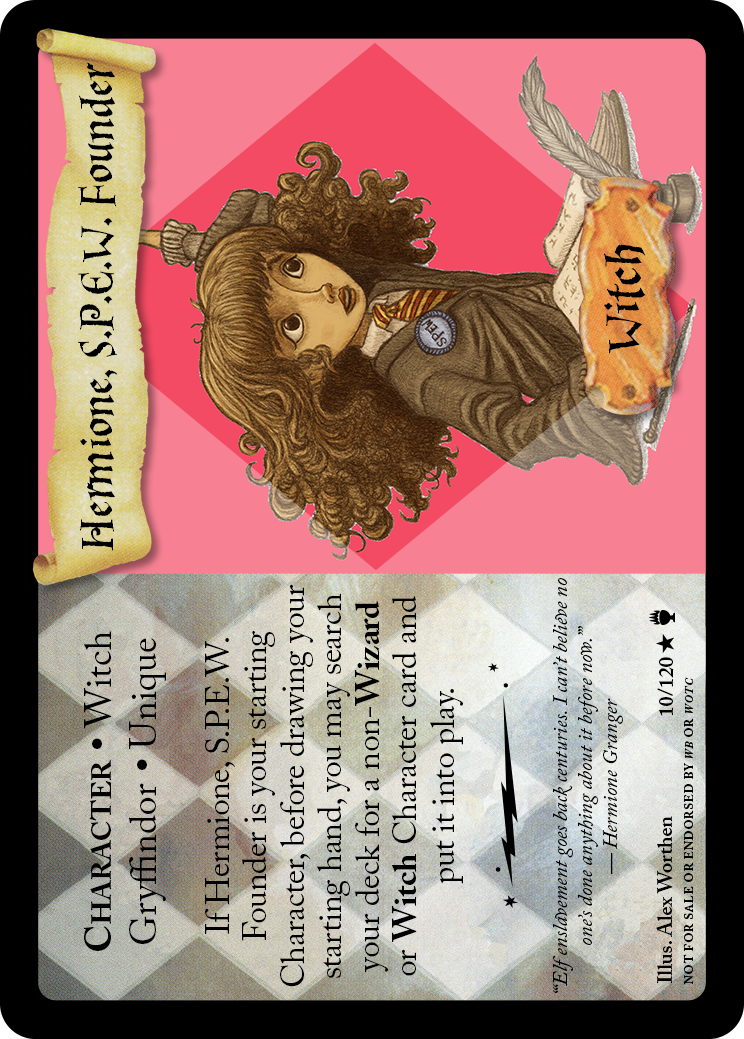 Hermione, S.P.E.W. Founder
SPEW
Witch
CHARACTER • Witch
Gryffindor • Unique
If Hermione, S.P.E.W.
Founder is your starting
Character, before drawing your
starting hand, you may search
your deck for a non-Wizard
or Witch Character card and
put it into play.
“‘Elf enslavement goes back centuries. I can’t believe no
one’s done anything about it before now.’”
— Hermione Granger
Illus. Alex Worthen 10/120 ★
NOT FOR SALE OR ENDORSED BY WB OR WOTC